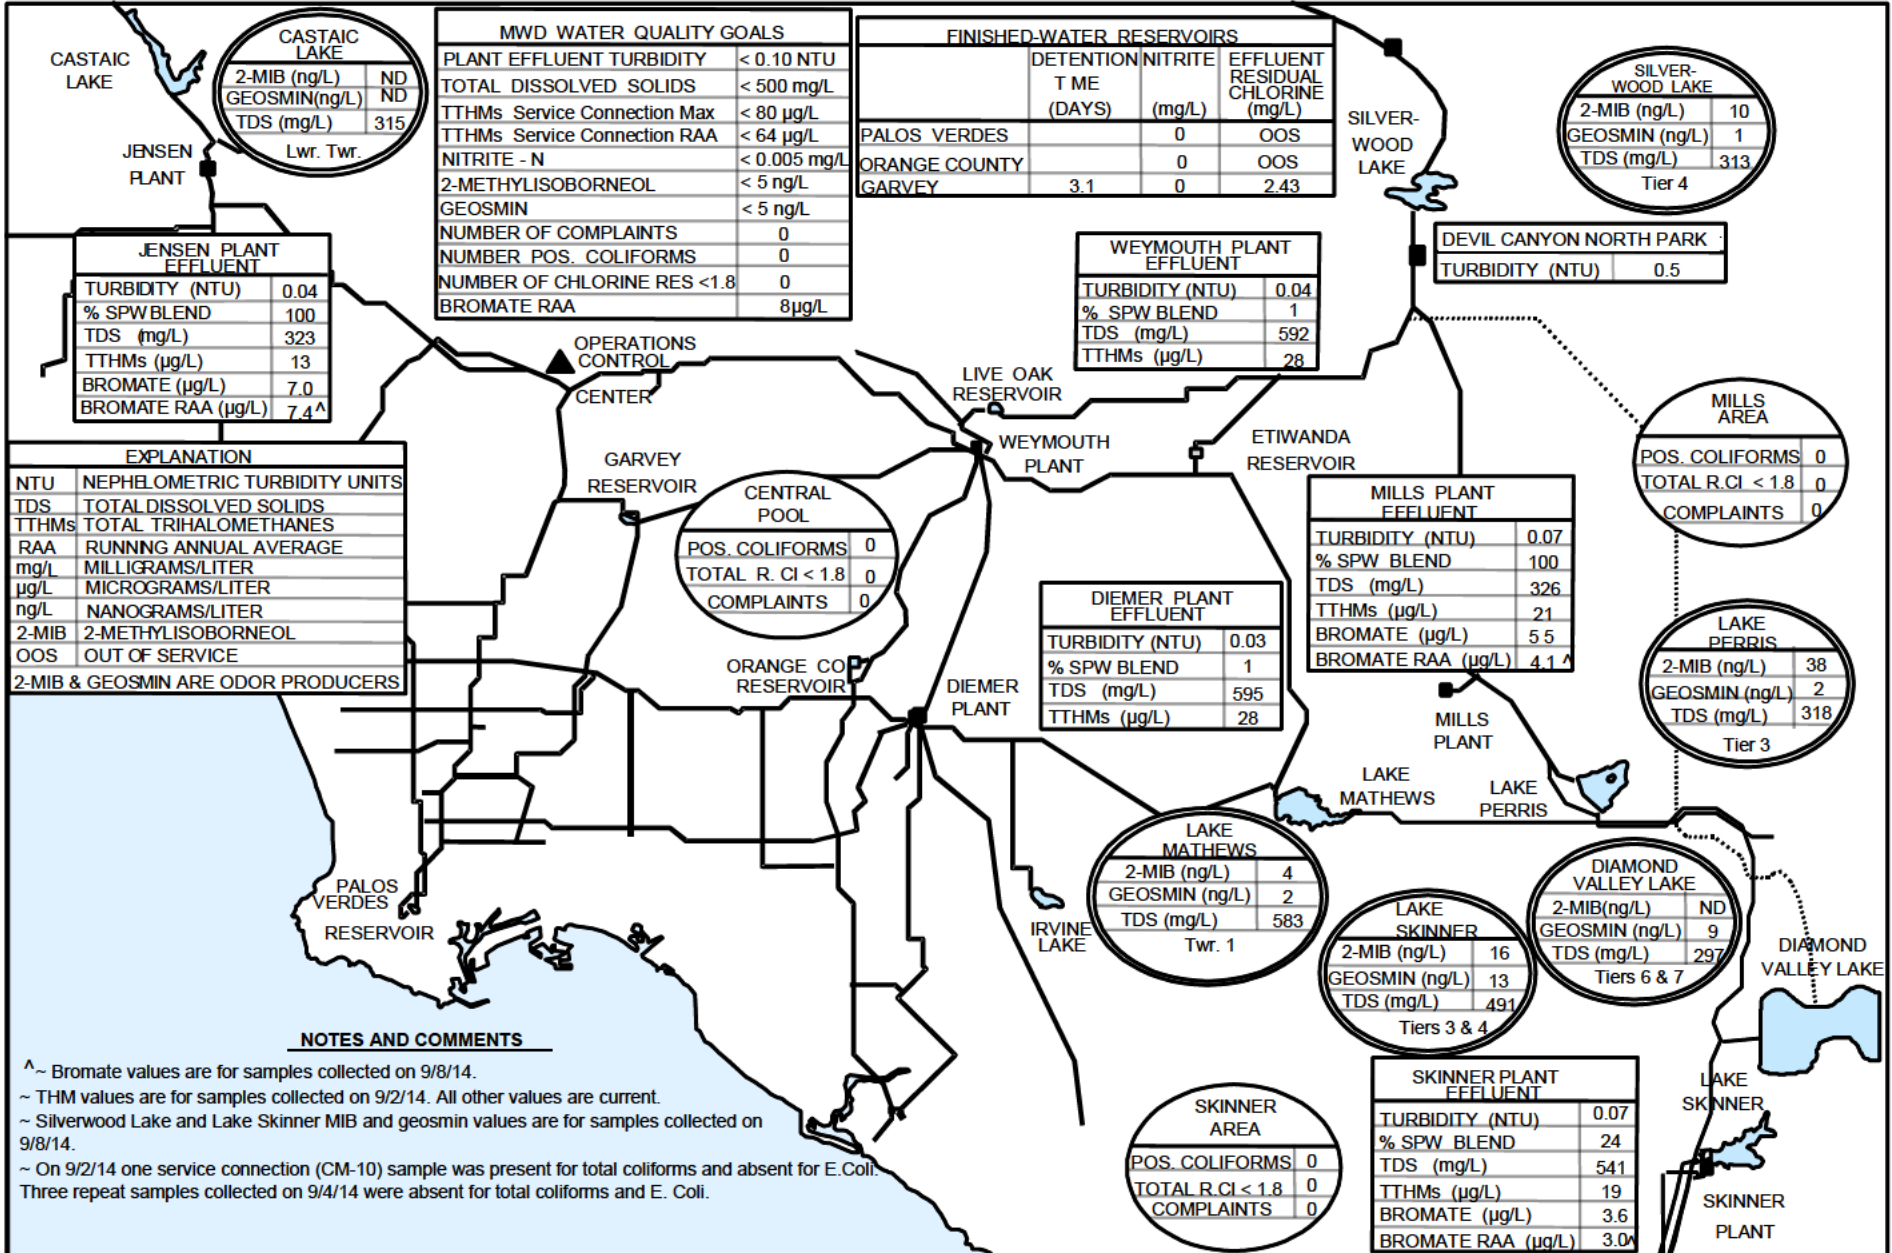 CASTAIC
LAKE
CASTAIC
LAKE
2-MIB (ng/L) ND
GEOSMIN(ng/L) ND
TDS (mg/L) 315
Lwr. Twr.
JENSEN
PLANT
MWD WATER QUALITY GOALS
PLANT EFFLUENT TURBIDITY < 0.10 NTU
TOTAL DISSOLVED SOLIDS < 500 mg/L
TTHMs Service Connection Max < 80 µg/L
TTHMs Service Connection RAA < 64 µg/L
NITRITE - N < 0.005 mg/L
2-METHYLISOBORNEOL < 5 ng/L
GEOSMIN < 5 ng/L
NUMBER OF COMPLAINTS 0
NUMBER POS. COLIFORMS 0
NUMBER OF CHLORINE RES <1.8 0
BROMATE RAA 8µg/L
FINISHED-WATER RESERVOIRS
DETENTION NITRITE EFFLUENT
RESIDUAL
T ME CHLORINE
(DAYS) (mg/L) (mg/L)
PALOS VERDES 0 OOS
ORANGE COUNTY 0 OOS
GARVEY 3.1 0 2.43
SILVER-
WOOD
LAKE
SILVER-
WOOD LAKE
2-MIB (ng/L) 10
GEOSMIN (ng/L) 1
TDS (mg/L) 313
Tier 4
DEVIL CANYON NORTH PARK
TURBIDITY (NTU) 0.5
JENSEN PLANT
EFFLUENT
TURBIDITY (NTU) 0.04
% SPW BLEND 100
TDS (mg/L) 323
TTHMs (µg/L) 13
BROMATE (µg/L) 7.0
BROMATE RAA (µg/L) 7.4^
WEYMOUTH PLANT
EFFLUENT
TURBIDITY (NTU) 0.04
% SPW BLEND 1
TDS (mg/L) 592
TTHMs (µg/L) 28
OPERATIONS
CONTROL
CENTER
LIVE OAK
RESERVOIR
WEYMOUTH
PLANT
ETIWANDA
RESERVOIR
MILLS
AREA
POS. COLIFORMS 0
TOTAL R.Cl < 1.8 0
COMPLAINTS 0
EXPLANATION
NTU NEPHELOMETRIC TURBIDITY UNITS
TDS TOTAL DISSOLVED SOLIDS
TTHMs TOTAL TRIHALOMETHANES
RAA RUNNING ANNUAL AVERAGE
mg/L MILLIGRAMS/LITER
µg/L MICROGRAMS/LITER
ng/L NANOGRAMS/LITER
2-MIB 2-METHYLISOBORNEOL
OOS OUT OF SERVICE
2-MIB & GEOSMIN ARE ODOR PRODUCERS
GARVEY
RESERVOIR
CENTRAL
POOL
POS. COLIFORMS 0
TOTAL R. Cl < 1.8 0
COMPLAINTS 0
MILLS PLANT
EFFLUENT
TURBIDITY (NTU) 0.07
% SPW BLEND 100
TDS (mg/L) 326
TTHMs (µg/L) 21
BROMATE (µg/L) 5 5
BROMATE RAA (µg/L) 4.1 ^
DIEMER PLANT
EFFLUENT
TURBIDITY (NTU) 0.03
% SPW BLEND 1
TDS (mg/L) 595
TTHMs (µg/L) 28
LAKE
PERRIS
2-MIB (ng/L) 38
GEOSMIN (ng/L) 2
TDS (mg/L) 318
Tier 3
ORANGE CO
RESERVOIR
DIEMER
PLANT
MILLS
PLANT
LAKE
MATHEWS
LAKE
PERRIS
LAKE
MATHEWS
2-MIB (ng/L) 4
GEOSMIN (ng/L) 2
TDS (mg/L) 583
Twr. 1
DIAMOND
VALLEY LAKE
2-MIB(ng/L) ND
GEOSMIN (ng/L) 9
TDS (mg/L) 297
Tiers 6 & 7
LAKE
SKINNER
2-MIB (ng/L) 16
GEOSMIN (ng/L) 13
TDS (mg/L) 491
Tiers 3 & 4
PALOS
VERDES
RESERVOIR
IRVINE
LAKE
DIAMOND
VALLEY LAKE
NOTES AND COMMENTS
^~ Bromate values are for samples collected on 9/8/14.
~ THM values are for samples collected on 9/2/14. All other values are current.
~ Silverwood Lake and Lake Skinner MIB and geosmin values are for samples collected on
9/8/14.
~ On 9/2/14 one service connection (CM-10) sample was present for total coliforms and absent for E.Coli.
Three repeat samples collected on 9/4/14 were absent for total coliforms and E. Coli.
SKINNER
AREA
POS. COLIFORMS 0
TOTAL R.Cl < 1.8 0
COMPLAINTS 0
SKINNER PLANT
EFFLUENT
TURBIDITY (NTU) 0.07
% SPW BLEND 24
TDS (mg/L) 541
TTHMs (µg/L) 19
BROMATE (µg/L) 3.6
BROMATE RAA (µg/L) 3.0^
LAKE
SKINNER
SKINNER
PLANT